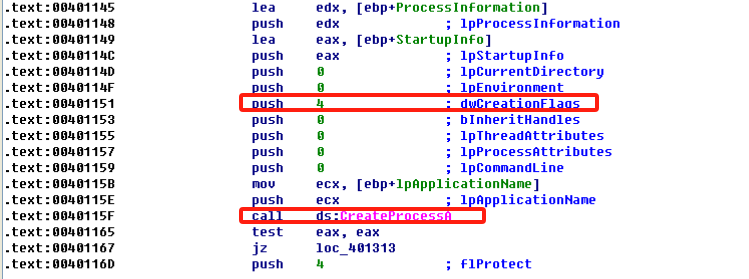 .text:00401145 lea edx, [ebp+ProcessInformation]
.text:00401148 push edx ; lpProcessInformation
.text:00401149 lea eax, [ebp+StartupInfo]
.text:0040114C push eax ; lpStartupInfo
.text:0040114D push 0 ; lpCurrentDirectory
.text:0040114F push 0 ; lpEnvironment
.text:00401151 push 4 ; dwCreationFlags
.text:00401153 push 0 ; bInheritHandles
.text:00401155 push 0 ; lpThreadAttributes
.text:00401157 push 0 ; lpProcessAttributes
.text:00401159 push 0 ; lpCommandLine
.text:0040115B mov ecx, [ebp+lpApplicationName]
.text:0040115E push ecx ; lpApplicationName
.text:0040115F call ds:CreateProcessA
.text:00401165 test eax, eax
.text:00401167 jz loc_401313
.text:0040116D push 4 ; flProtect